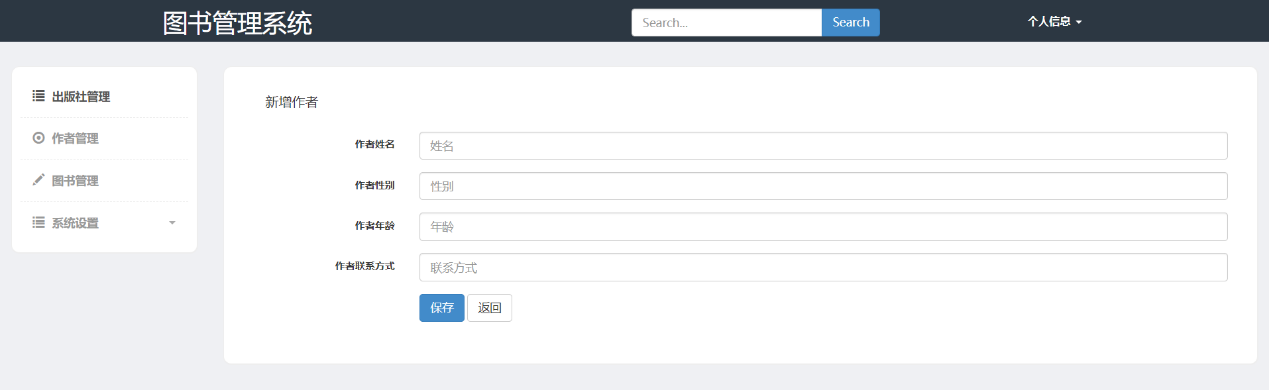 图书管理系统
Search...
Search
个人信息
出版社管理
作者管理
图书管理
系统设置
新增作者
作者姓名
姓名
作者性别
性别
作者年龄
年龄
作者联系方式
联系方式
保存
返回